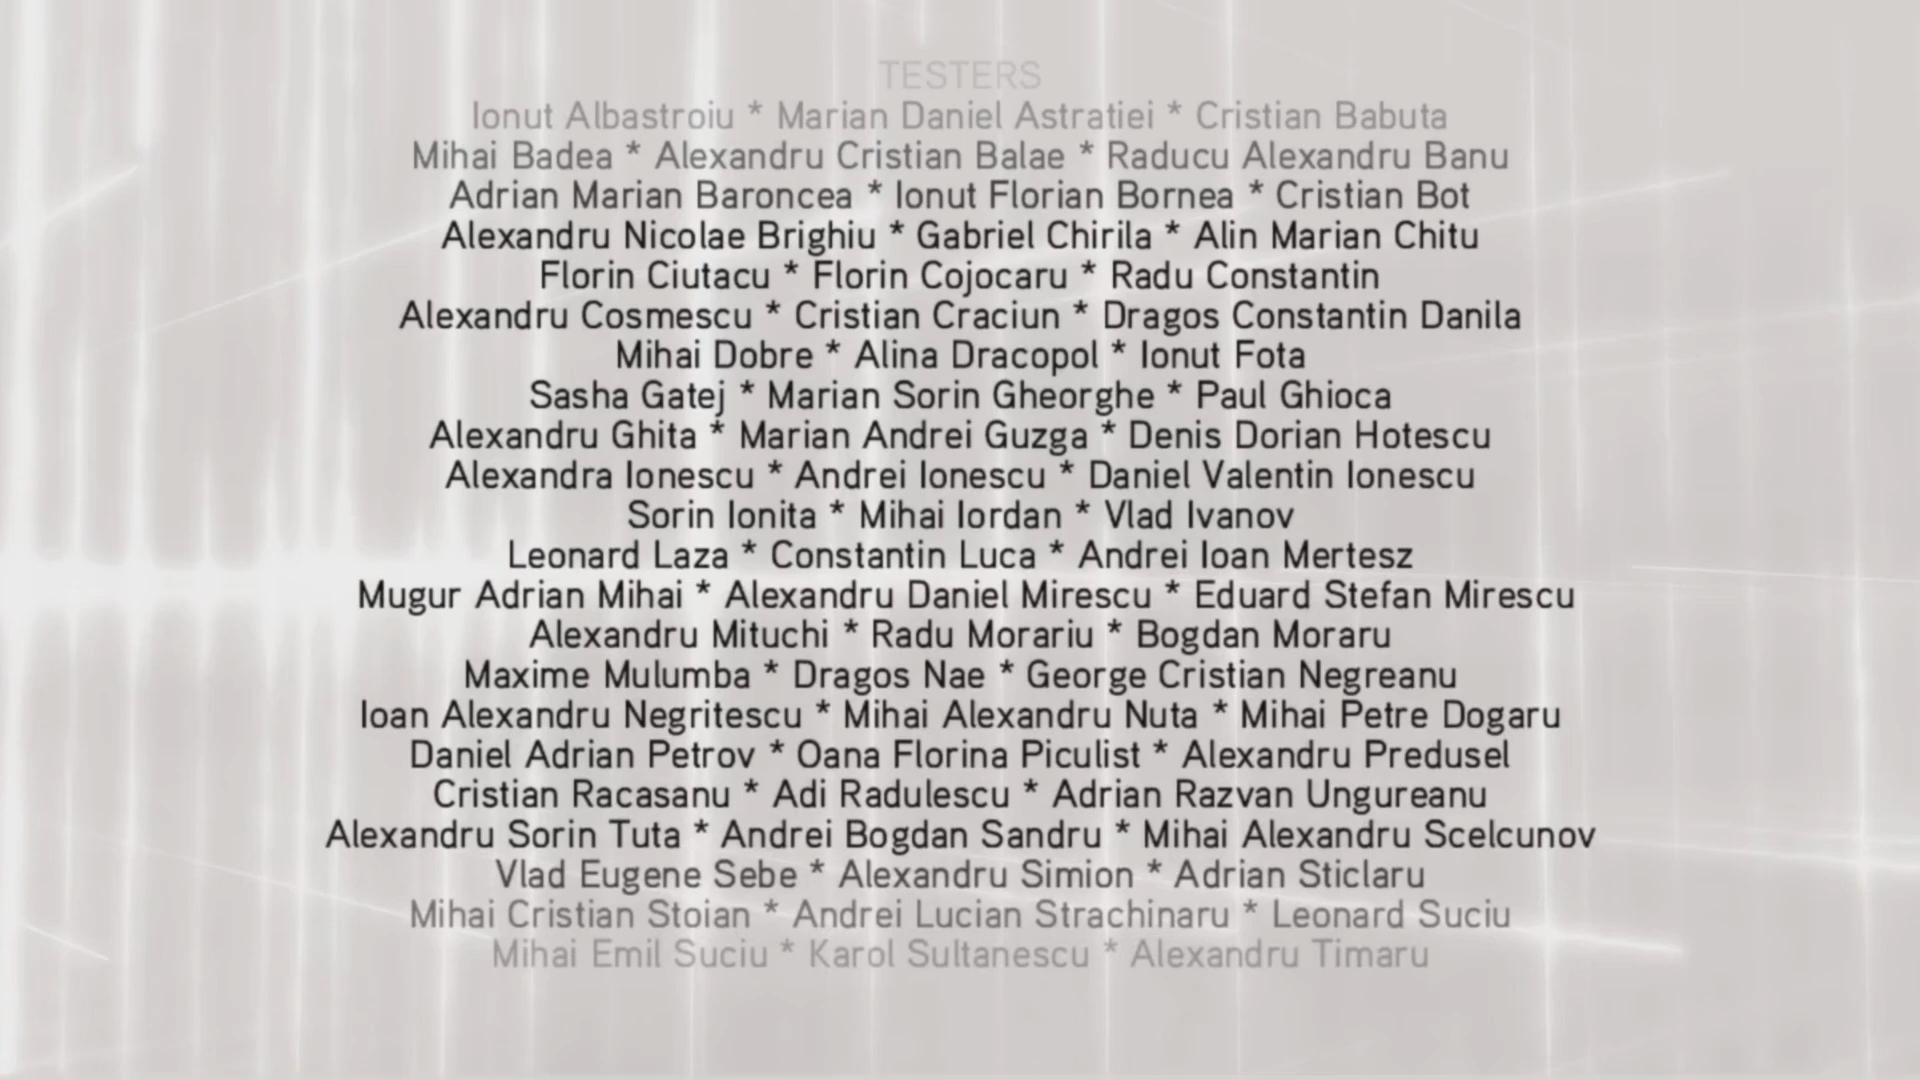 TESTERS
Ionut Albastroiu * Marian Daniel Astratiei * Cristian Babuta
Mihai Badea * Alexandru Cristian Balae * Raducu Alexandru Banu
Adrian Marian Baroncea * Ionut Florian Bornea * Cristian Bot
Alexandru Nicolae Brighiu * Gabriel Chirila * Alin Marian Chitu
Florin Ciutacu * Florin Cojocaru * Radu Constantin
Alexandru Cosmescu * Cristian Craciun * Dragos Constantin Danila
Mihai Dobre * Alina Dracopol * Ionut Fota
Sasha Gatej * Marian Sorin Gheorghe * Paul Ghioca
Alexandru Ghita * Marian Andrei Guzga * Denis Dorian Hotescu
Alexandra Ionescu * Andrei Ionescu * Daniel Valentin Ionescu
Sorin Ionita * Mihai Iordan * Vlad Ivanov
Leonard Laza * Constantin Luca * Andrei Ioan Mertesz
Mugur Adrian Mihai * Alexandru Daniel Mirescu * Eduard Stefan Mirescu
Alexandru Mituchi * Radu Morariu * Bogdan Moraru
Maxime Mulumba * Dragos Nae * George Cristian Negreanu
Ioan Alexandru Negritescu * Mihai Alexandru Nuta * Mihai Petre Dogaru
Daniel Adrian Petrov * Oana Florina Piculist * Alexandru Predusel
Cristian Racasanu * Adi Radulescu * Adrian Razvan Ungureanu
Alexandru Sorin Tuta * Andrei Bogdan Sandru * Mihai Alexandru Scelcunov
Vlad Eugene Sebe * Alexandru Simion * Adrian Sticlaru
Mihai Cristian Stoian * Andrei Lucian Strachinaru * Leonard Suciu
Mihai Emil Suciu * Karol Sultanescu * Alexandru Timaru